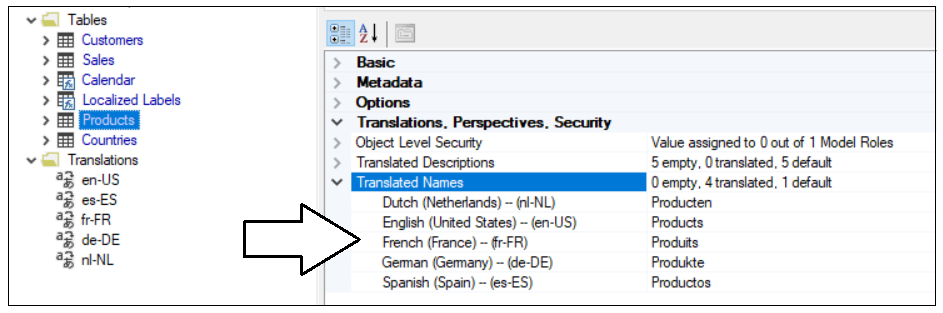 Tables
Customers
Sales
Calendar
Localized Labels
Products
Countries
Translations
en-US
es-ES
fr-FR
de-DE
nl-NL
Basic
Metadata
Options
Translations, Perspectives, Security
Object Level Security Value assigned to 0 out of 1 Model Roles
Translated Descriptions 5 empty, 0 translated, 5 default
Translated Names 0 empty, 4 translated, 1 default
Dutch (Netherlands) -- (nl-NL) Producten
English (United States) -- (en-US) Products
French (France) -- (fr-FR) Produits
German (Germany) -- (de-DE) Produkte
Spanish (Spain) -- (es-ES) Productos